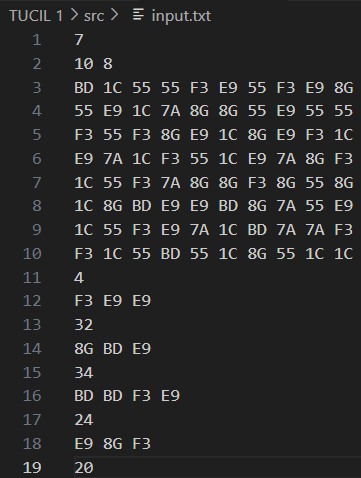 TUCIL 1 > src > input.txt
1 7
2 10 8
3 BD 1C 55 55 F3 E9 55 F3 E9 8G
4 55 E9 1C 7A 8G 8G 55 E9 55 55
5 F3 55 F3 8G E9 1C 8G E9 F3 1C
6 E9 7A 1C F3 55 1C E9 7A 8G F3
7 1C 55 F3 7A 8G 8G F3 8G 55 8G
8 1C 8G BD E9 E9 BD 8G 7A 55 E9
9 1C 55 F3 E9 7A 1C BD 7A 7A F3
10 F3 1C 55 BD 55 1C 8G 55 1C 1C
11 4
12 F3 E9 E9
13 32
14 8G BD E9
15 34
16 BD BD F3 E9
17 24
18 E9 8G F3
19 20